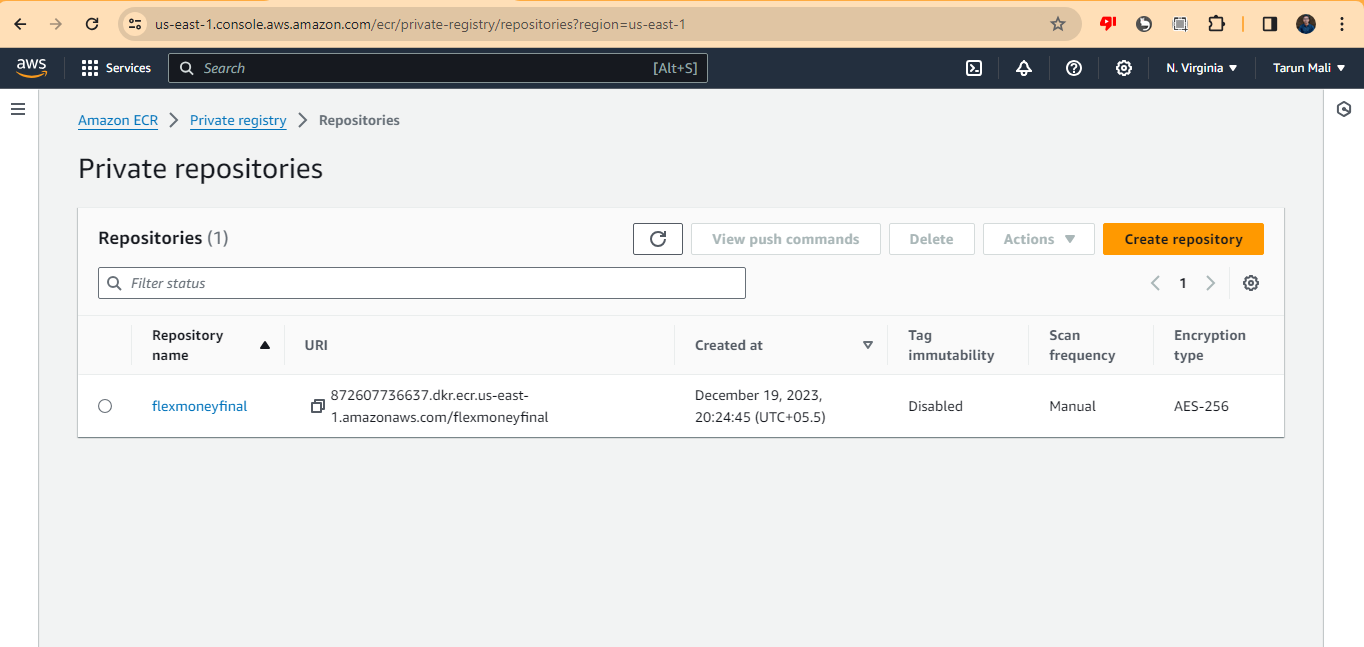 us-east-1.console.aws.amazon.com/ecr/private-registry/repositories?region=us-east-1
aws
Services
Search
[Alt+S]
N. Virginia
Tarun Mali
Amazon ECR
Private registry
Repositories
Private repositories
Repositories (1)
View push commands
Delete
Actions
Create repository
Filter status
1
Repository
name
URI
Created at
Tag
immutability
Scan
frequency
Encryption
type
flexmoneyfinal
872607736637.dkr.ecr.us-east-
1.amazonaws.com/flexmoneyfinal
December 19, 2023,
20:24:45 (UTC+05.5)
Disabled
Manual
AES-256